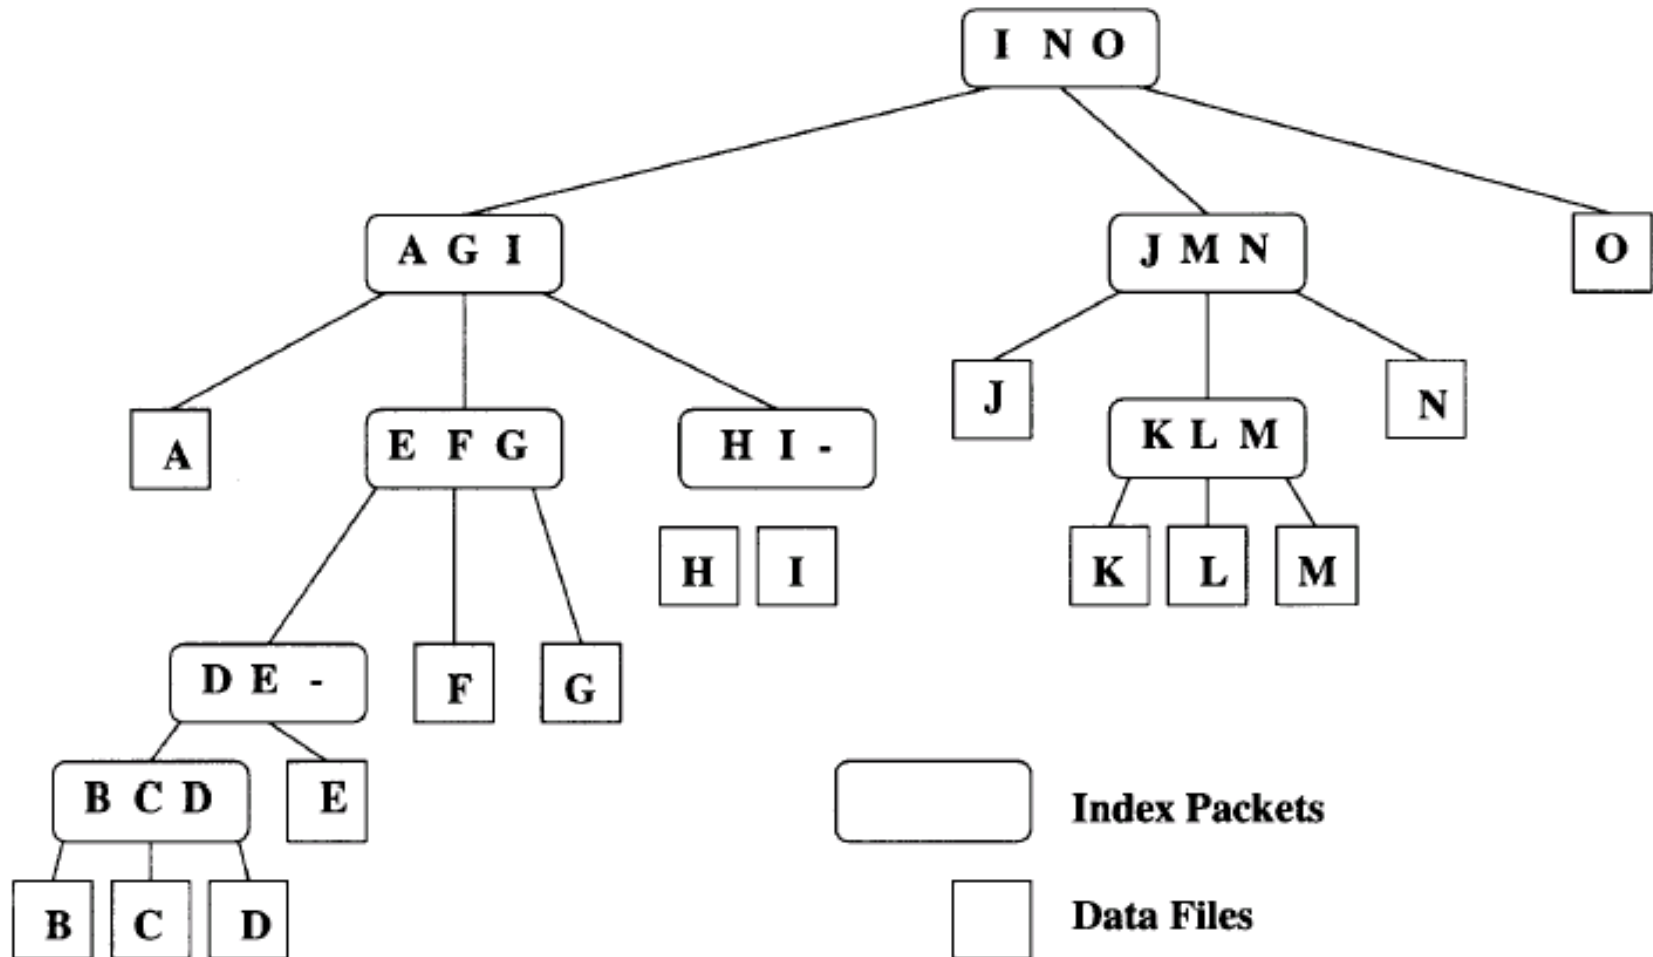 I N O
A G I
J M N
O
A
E F G
H I -
J
K L M
N
H
I
K
L
M
D E -
F
G
B C D
E
Index Packets
B
C
D
Data Files